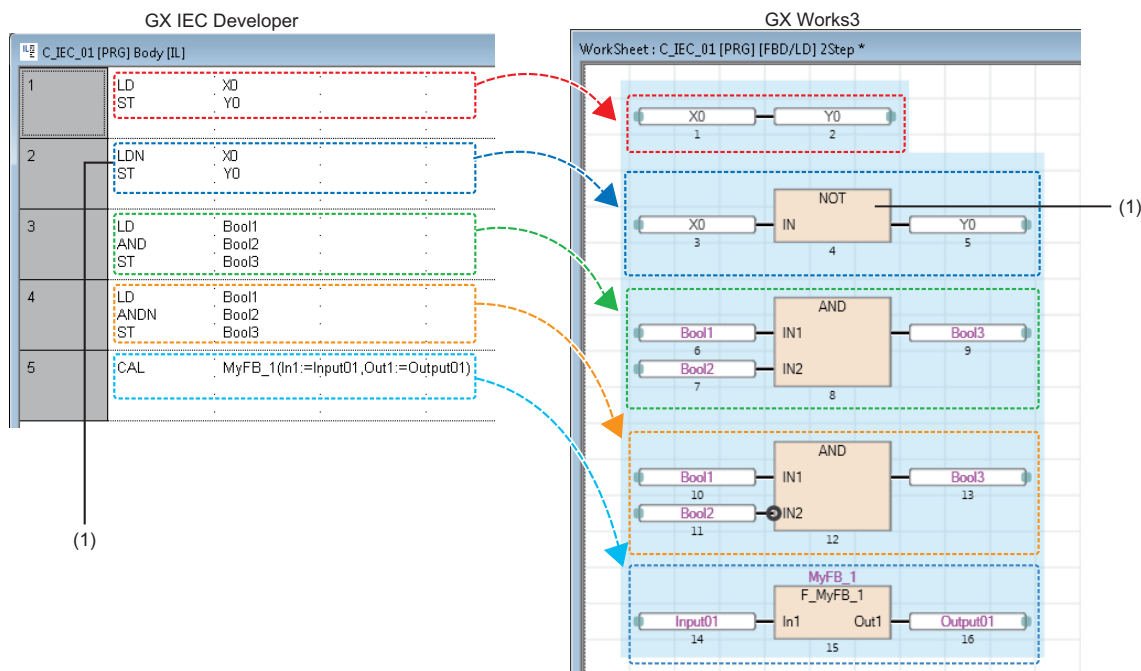 GX IEC Developer
C_IEC_01 [PRG] Body [IL]
1
LD X0
ST Y0
2
LDN X0
ST Y0
3
LD Bool1
AND Bool2
ST Bool3
4
LD Bool1
ANDN Bool2
ST Bool3
5
CAL MyFB_1(In1:=Input01,Out1:=Output01)
(1)
GX Works3
WorkSheet : C_IEC_01 [PRG] [FBD/LD] 2Step *
X0 Y0
1 2
NOT
X0 IN Y0
3 4 5
(1)
AND
Bool1 IN1 Bool3
6 9
Bool2 IN2
7 8
AND
Bool1 IN1 Bool3
10 13
Bool2 IN2
11 12
MyFB_1
F_MyFB_1
Input01 In1 Out1 Output01
14 15 16